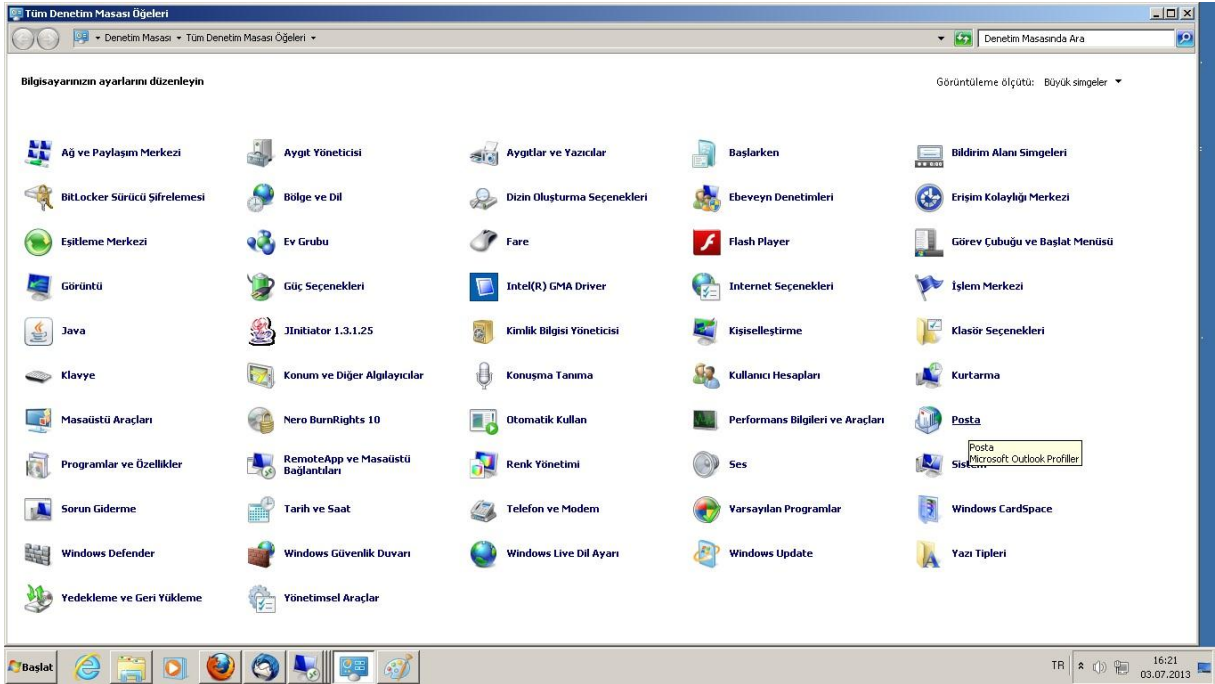 Tüm Denetim Masası Öğeleri
Denetim Masası Tüm Denetim Masası Öğeleri
Denetim Masasında Ara
Bilgisayarınızın ayarlarını düzenleyin
Görüntüleme ölçütü: Büyük simgeler
Ağ ve Paylaşım Merkezi
Aygıt Yöneticisi
Aygıtlar ve Yazıcılar
Başlarken
Bildirim Alanı Simgeleri
BitLocker Sürücü Şifrelemesi
Bölge ve Dil
Dizin Oluşturma Seçenekleri
Ebeveyn Denetimleri
Erişim Kolaylığı Merkezi
Eşitleme Merkezi
Ev Grubu
Fare
Flash Player
Görev Çubuğu ve Başlat Menüsü
Görüntü
Güç Seçenekleri
Intel(R) GMA Driver
Internet Seçenekleri
İşlem Merkezi
Java
JInitiator 1.3.1.25
Kimlik Bilgisi Yöneticisi
Kişiselleştirme
Klasör Seçenekleri
Klavye
Konum ve Diğer Algılayıcılar
Konuşma Tanıma
Kullanıcı Hesapları
Kurtarma
Masaüstü Araçları
Nero BurnRights 10
Otomatik Kullan
Performans Bilgileri ve Araçları
Posta
Posta
Microsoft Outlook Profiller
Programlar ve Özellikler
RemoteApp ve Masaüstü
Bağlantıları
Renk Yönetimi
Ses
Sistem
Sorun Giderme
Tarih ve Saat
Telefon ve Modem
Varsayılan Programlar
Windows CardSpace
Windows Defender
Windows Güvenlik Duvarı
Windows Live Dil Ayarı
Windows Update
Yazı Tipleri
Yedekleme ve Geri Yükleme
Yönetimsel Araçlar
Başlat
TR
16:21
03.07.2013